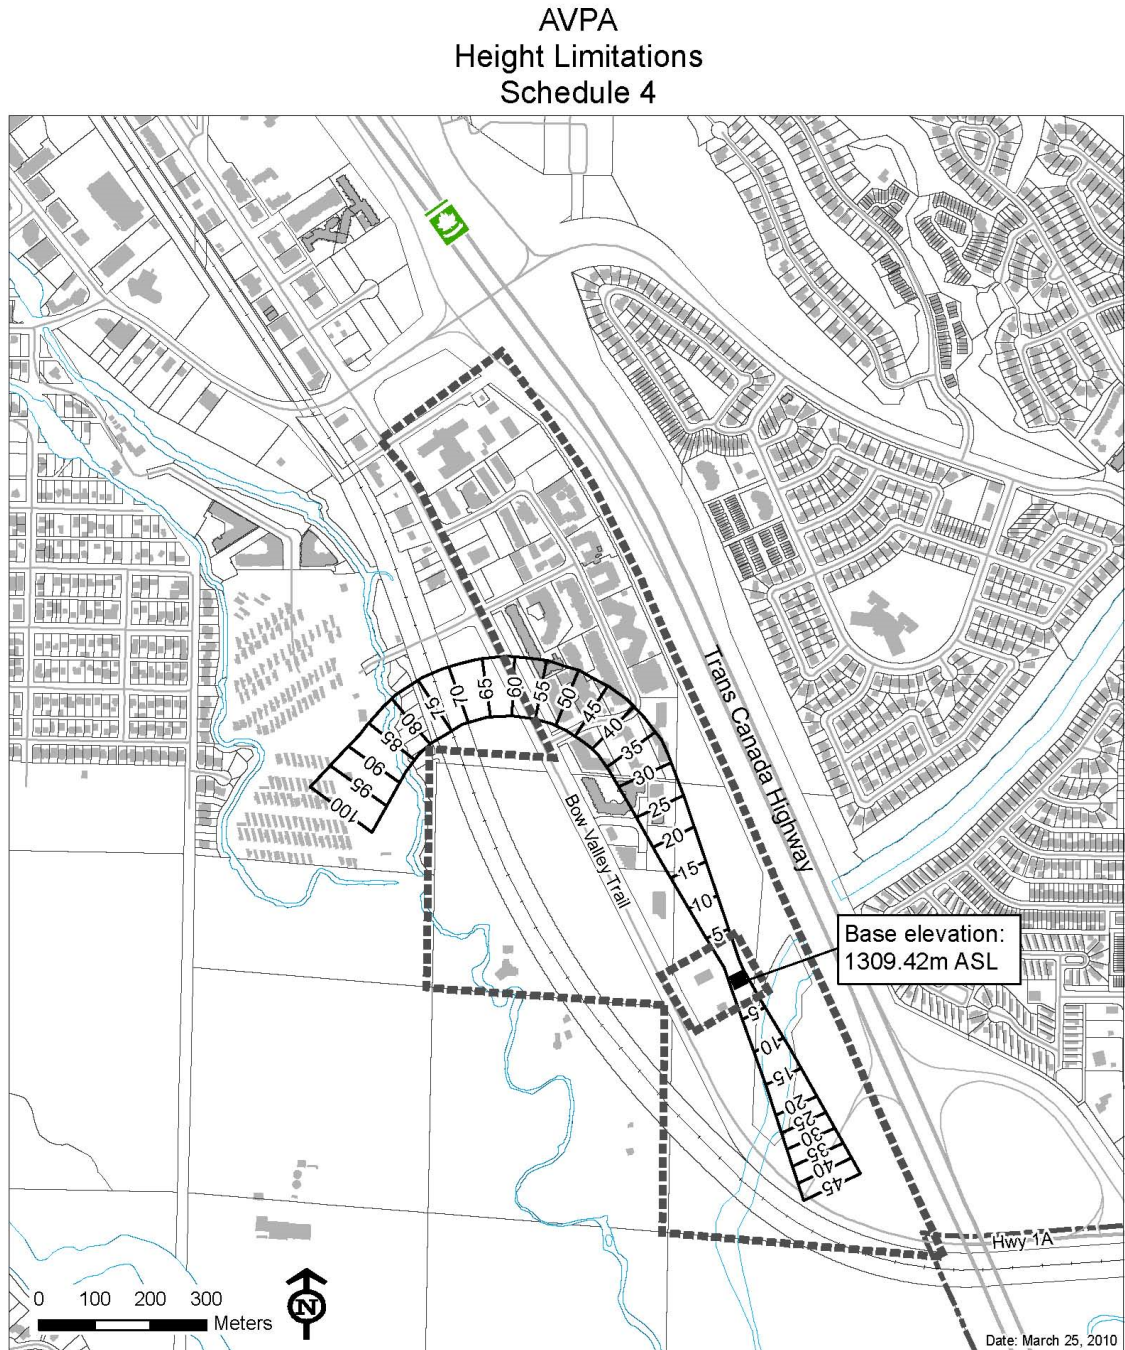 AVPA
Height Limitations
Schedule 4
Trans Canada Highway
60
65
55
70
50
75
45
80
40
85
35
90
30
95
25
100
20
15
10
5
Bow Valley Trail
Base elevation:
1309.42m ASL
5
10
15
20
25
30
35
40
45
Hwy 1A
0 100 200 300
Meters
N
Date: March 25, 2010